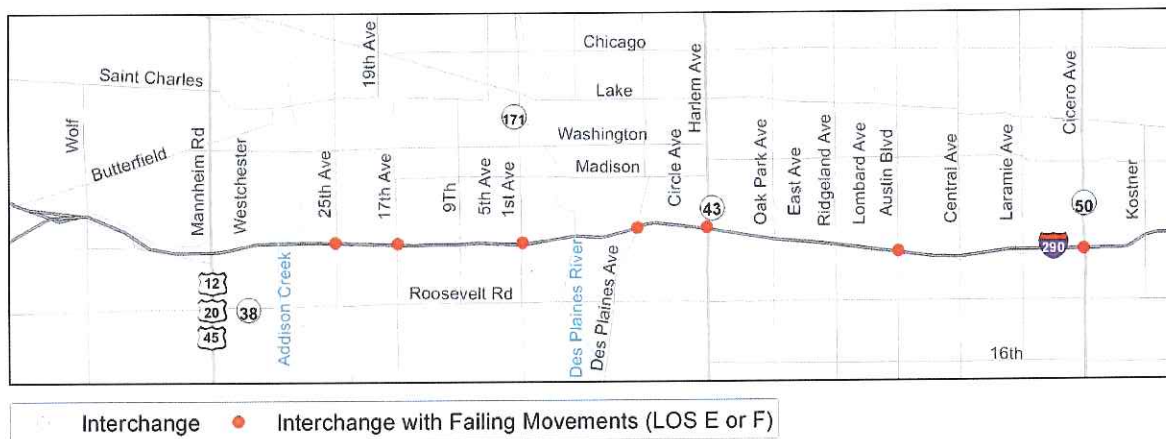 Chicago
Saint Charles
19th Ave
Lake
Harlem Ave
Cicero Ave
171
Wolf
Butterfield
Mannheim Rd
Westchester
25th Ave
17th Ave
9Th
5th Ave
1st Ave
Washington
Madison
Circle Ave
Oak Park Ave
East Ave
Ridgeland Ave
Lombard Ave
Austin Blvd
Central Ave
Laramie Ave
Kostner
43
50
290
12
20
45
38
Addison Creek
Roosevelt Rd
Des Plaines River
Des Plaines Ave
16th
Interchange
Interchange with Failing Movements (LOS E or F)